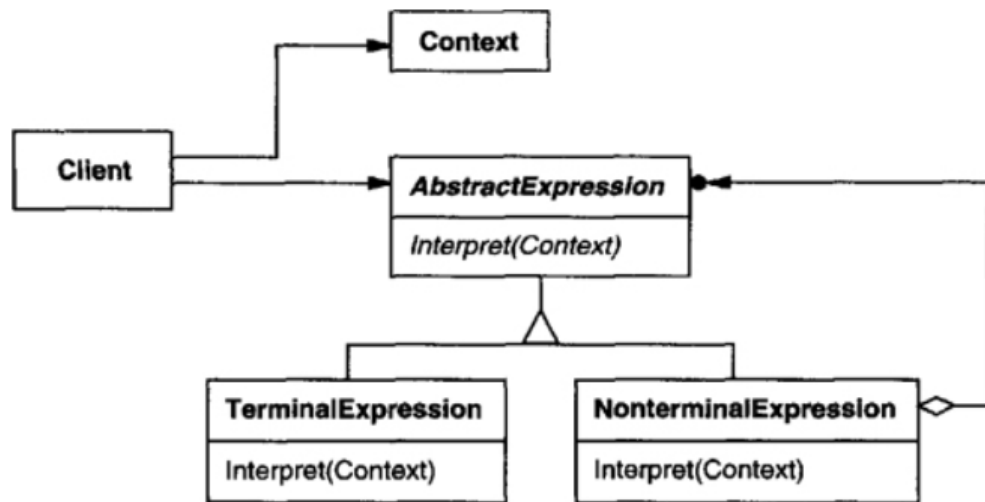 Context
Client
AbstractExpression
Interpret(Context)
TerminalExpression
Interpret(Context)
NonterminalExpression
Interpret(Context)